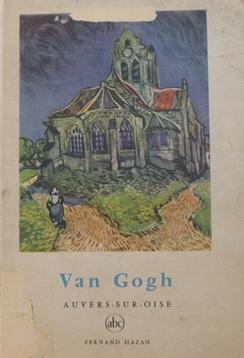 Van Gogh
AUVERS-SUR-OISE
abc
FERNAND HAZAN